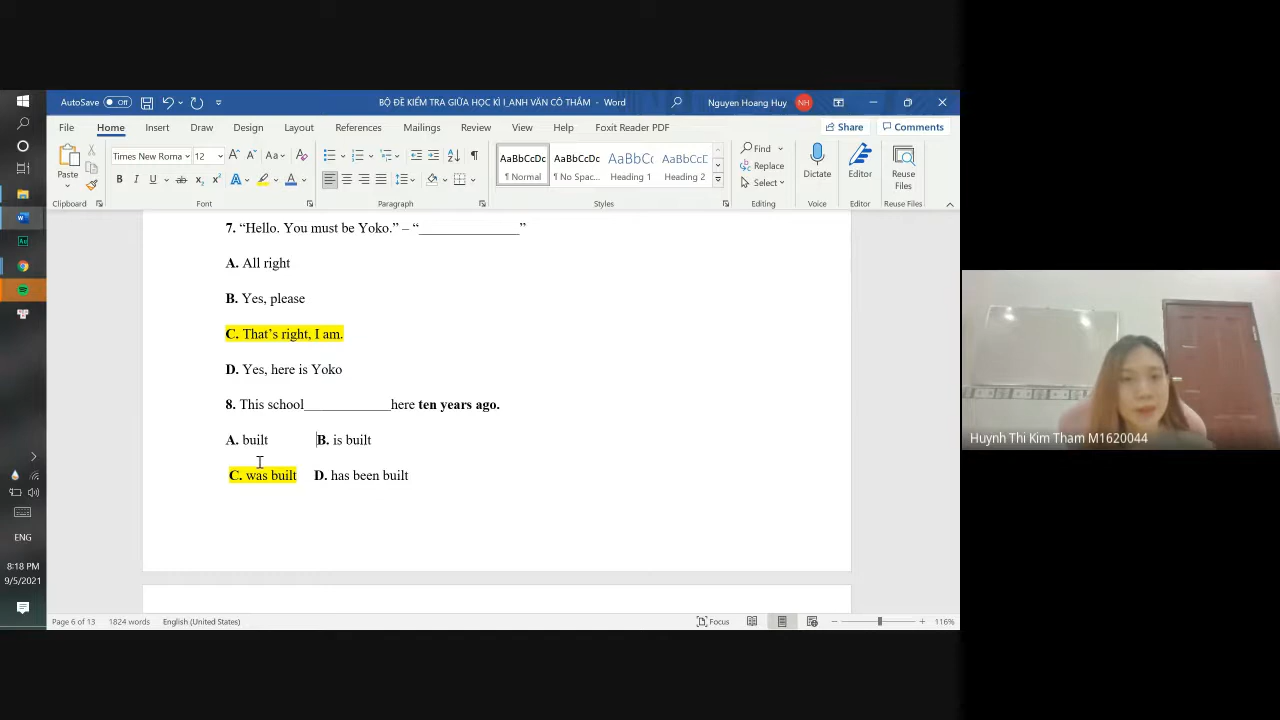 AutoSave Off
BỘ ĐỀ KIỂM TRA GIỮA HỌC KÌ I_ANH VĂN CÔ THẮM - Word
Nguyen Hoang Huy NH
File Home Insert Draw Design Layout References Mailings Review View Help Foxit Reader PDF
Share Comments
Paste
Clipboard
Times New Roma 12
Font
Paragraph
AaBbCcDc AaBbCcDc AaBbC( AaBbCcE
¶ Normal ¶ No Spac... Heading 1 Heading 2
Styles
Find
Replace
Select
Editing
Dictate
Voice
Editor
Editor
Reuse
Files
Reuse Files
7. “Hello. You must be Yoko.” – “______________”
A. All right
B. Yes, please
C. That’s right, I am.
D. Yes, here is Yoko
8. This school____________here ten years ago.
A. built B. is built
C. was built D. has been built
ENG
8:18 PM
9/5/2021
Page 6 of 13 1824 words English (United States)
Focus
116%
Huynh Thi Kim Tham M1620044